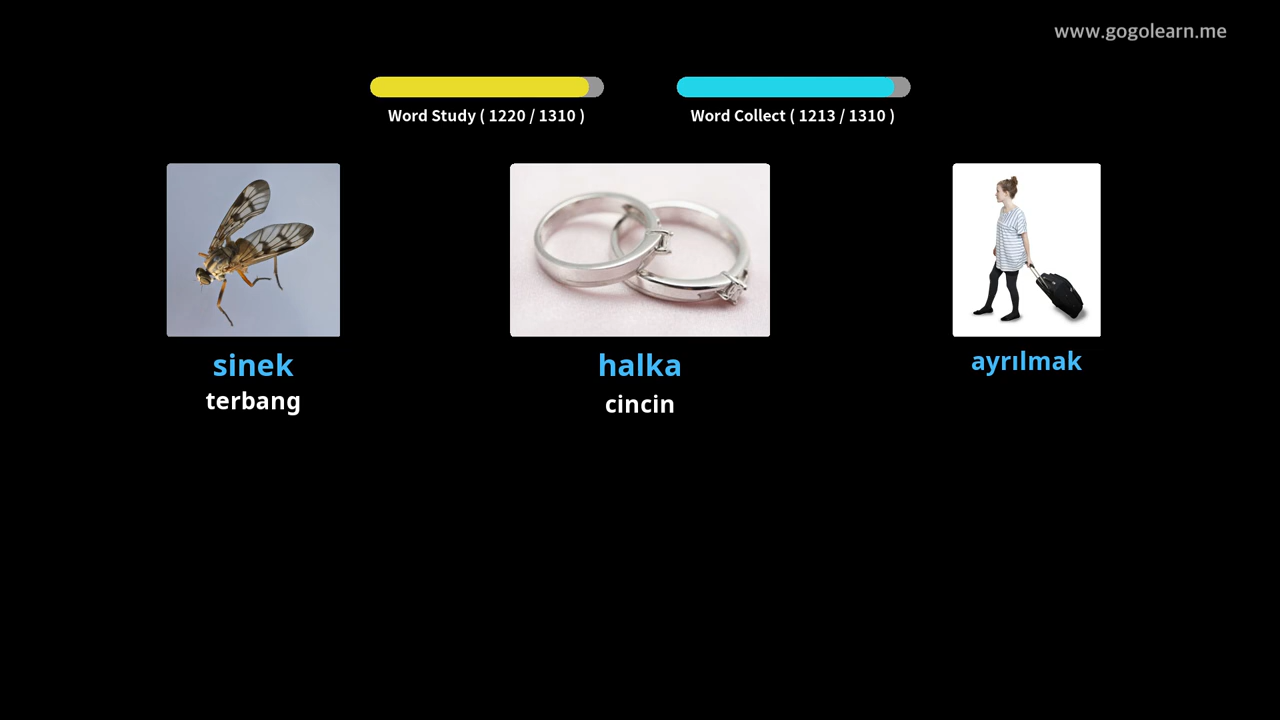 www.gogolearn.me
Word Study ( 1220 / 1310 )
Word Collect ( 1213 / 1310 )
sinek
terbang
halka
cincin
ayrılmak